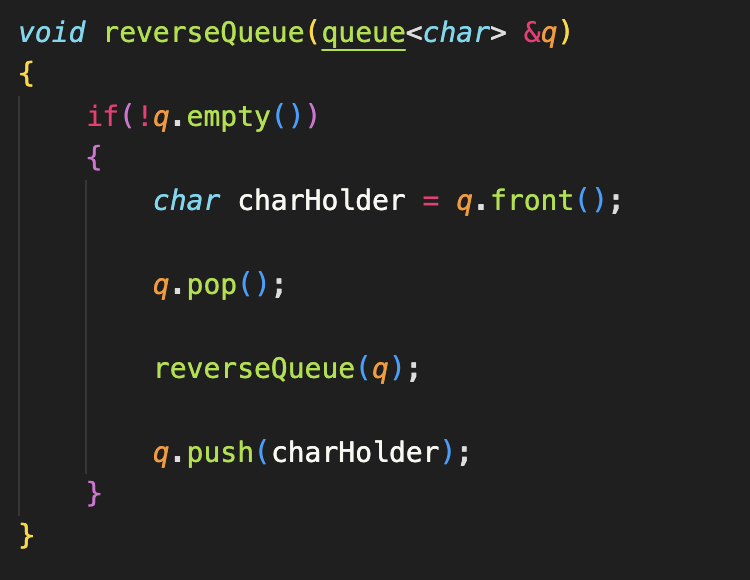 void reverseQueue(queue<char> &q)
{
    if(!q.empty())
    {
        char charHolder = q.front();
        q.pop();
        reverseQueue(q);
        q.push(charHolder);
    }
}